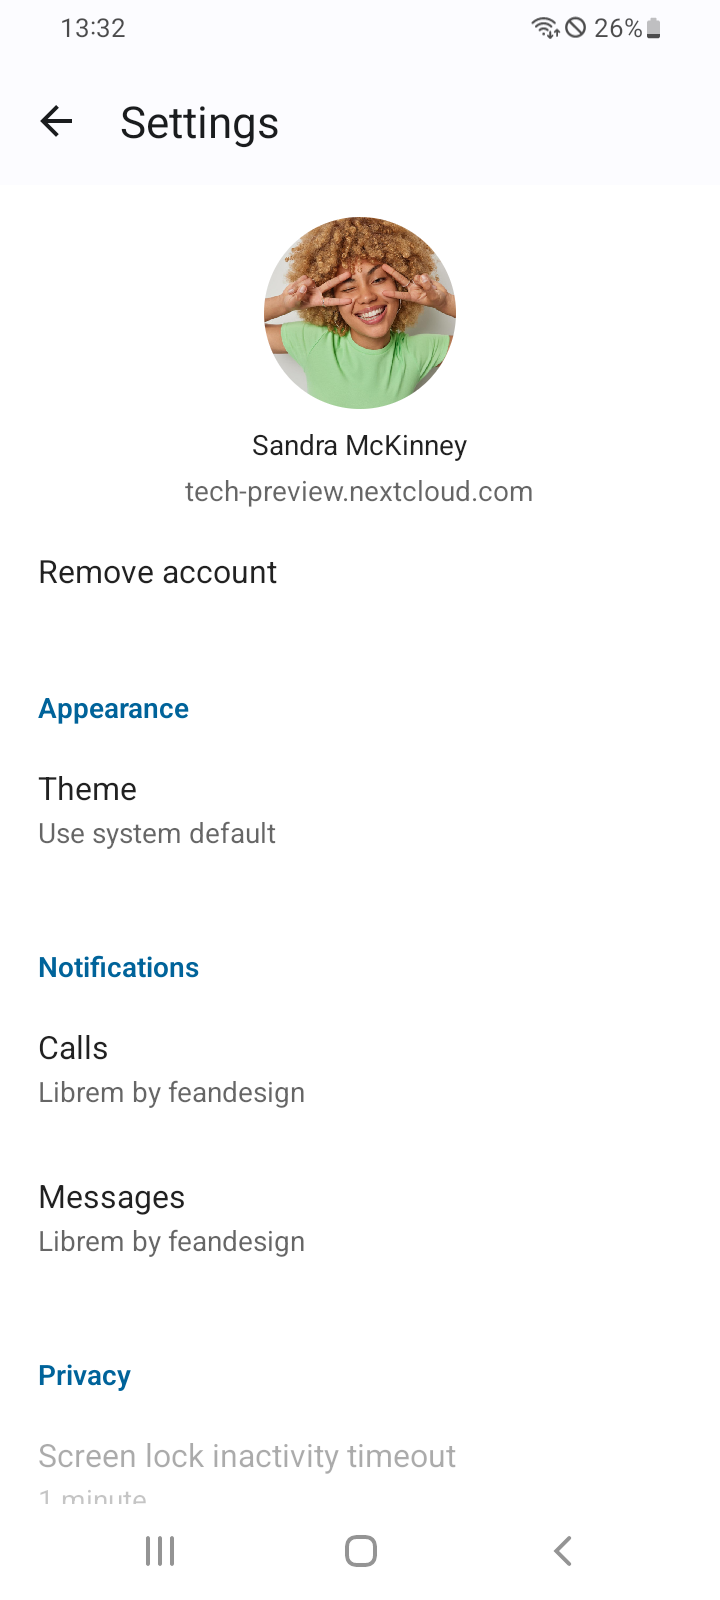 13:32
26%
Settings
Sandra McKinney
tech-preview.nextcloud.com
Remove account
Appearance
Theme
Use system default
Notifications
Calls
Librem by feandesign
Messages
Librem by feandesign
Privacy
Screen lock inactivity timeout
1 minute